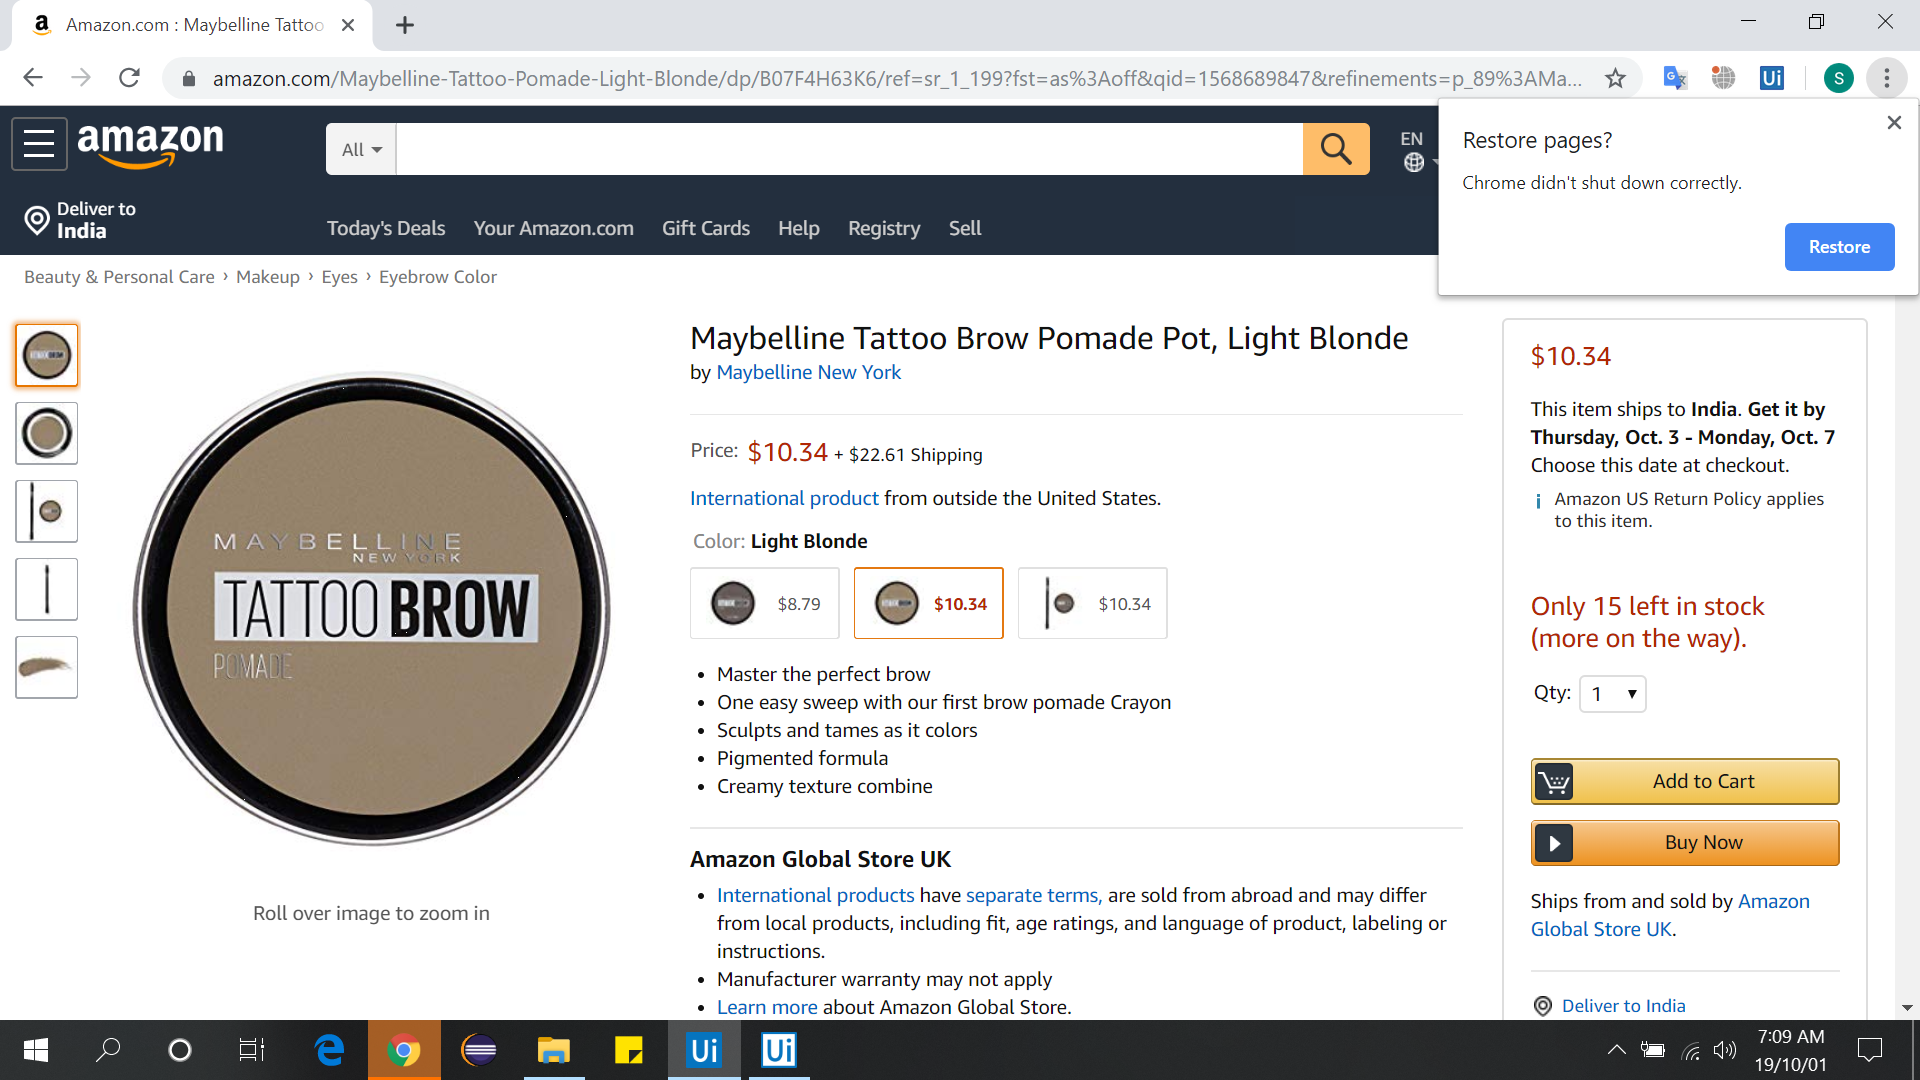 Amazon.com : Maybelline Tattoo
amazon.com/Maybelline-Tattoo-Pomade-Light-Blonde/dp/B07F4H63K6/ref=sr_1_199?fst=as%3Aoff&qid=1568689847&refinements=p_89%3AMa...
Ui
S
amazon
All
EN
Restore pages?
Chrome didn't shut down correctly.
Restore
Deliver to
India
Today's Deals
Your Amazon.com
Gift Cards
Help
Registry
Sell
Beauty & Personal Care › Makeup › Eyes › Eyebrow Color
MAYBELLINE
NEW YORK
TATTOO BROW
POMADE
Roll over image to zoom in
Maybelline Tattoo Brow Pomade Pot, Light Blonde
by Maybelline New York
Price: $10.34 + $22.61 Shipping
International product from outside the United States.
Color: Light Blonde
$8.79
$10.34
$10.34
• Master the perfect brow
• One easy sweep with our first brow pomade Crayon
• Sculpts and tames as it colors
• Pigmented formula
• Creamy texture combine
Amazon Global Store UK
• International products have separate terms, are sold from abroad and may differ
from local products, including fit, age ratings, and language of product, labeling or
instructions.
• Manufacturer warranty may not apply
• Learn more about Amazon Global Store.
$10.34
This item ships to India. Get it by
Thursday, Oct. 3 - Monday, Oct. 7
Choose this date at checkout.
i Amazon US Return Policy applies
to this item.
Only 15 left in stock
(more on the way).
Qty: 1
Add to Cart
Buy Now
Ships from and sold by Amazon
Global Store UK.
Deliver to India
Ui
Ui
7:09 AM
19/10/01